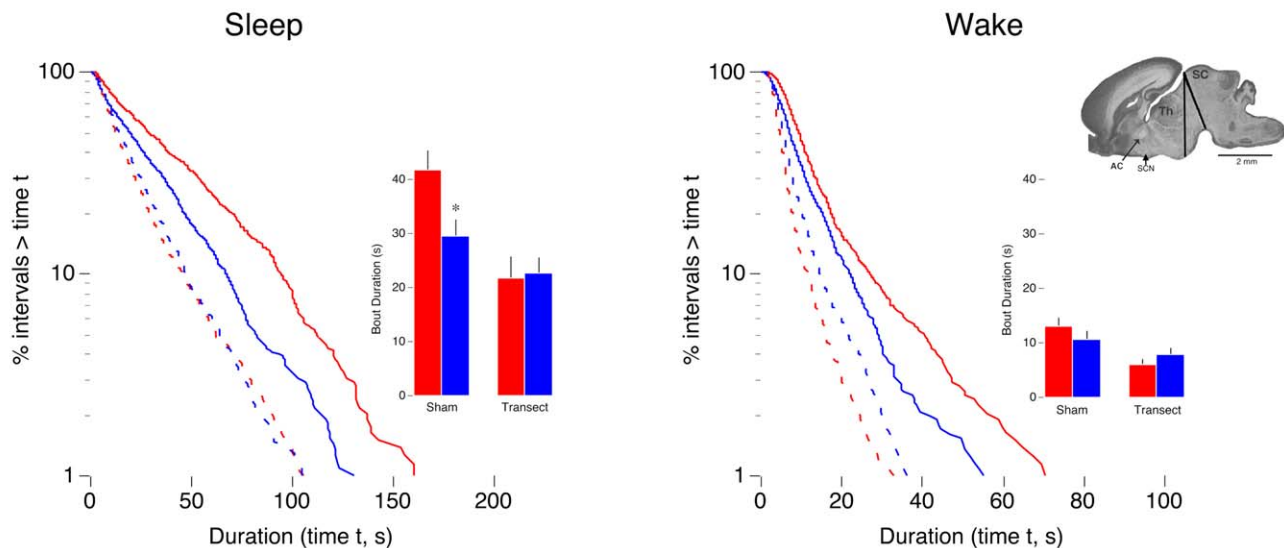 Sleep
100
10
1
% intervals > time t
0
50
100
150
200
Duration (time t, s)
40
30
20
10
0
Bout Duration (s)
*
Sham
Transect
Wake
100
10
1
% intervals > time t
0
20
40
60
80
100
Duration (time t, s)
40
30
20
10
0
Bout Duration (s)
Sham
Transect
SC
Th
AC
SCN
2 mm